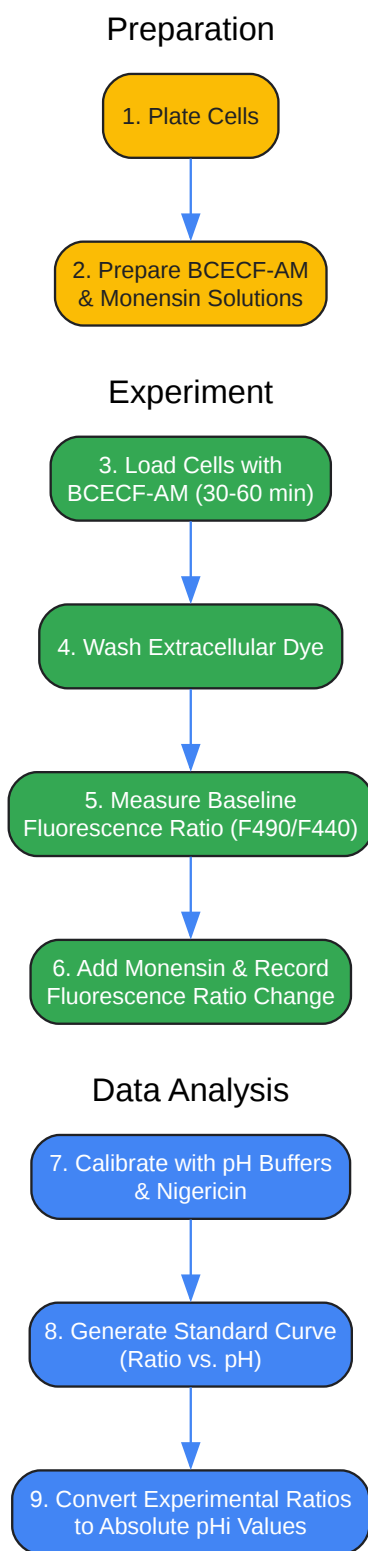 Preparation
1. Plate Cells
2. Prepare BCECF-AM
& Monensin Solutions
Experiment
3. Load Cells with
BCECF-AM (30-60 min)
4. Wash Extracellular Dye
5. Measure Baseline
Fluorescence Ratio (F490/F440)
6. Add Monensin & Record
Fluorescence Ratio Change
Data Analysis
7. Calibrate with pH Buffers
& Nigericin
8. Generate Standard Curve
(Ratio vs. pH)
9. Convert Experimental Ratios
to Absolute pHi Values